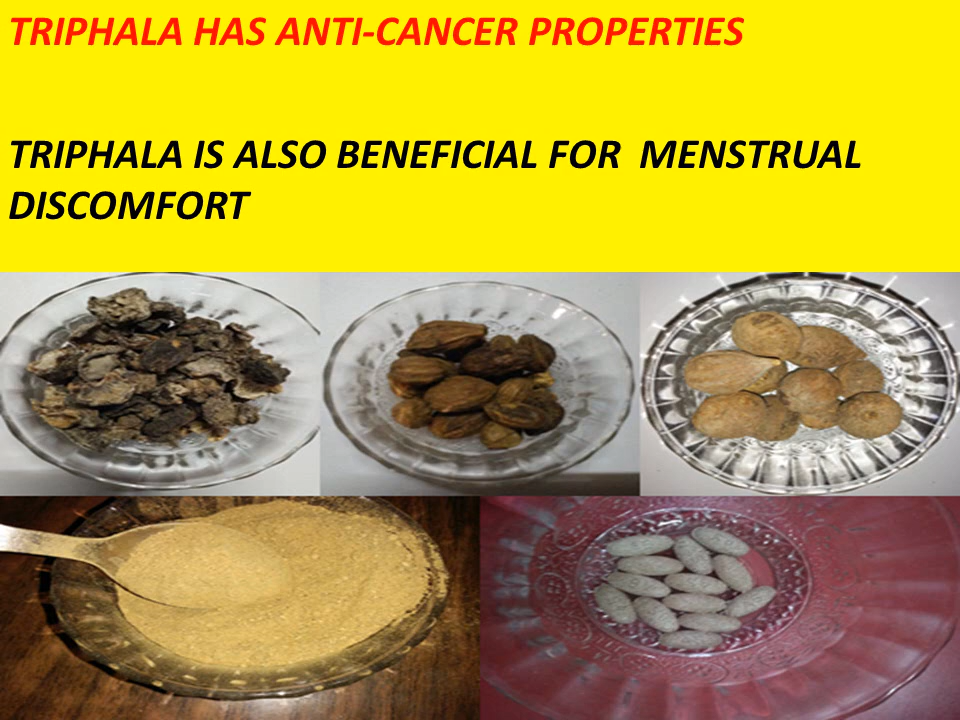 TRIPHALA HAS ANTI-CANCER PROPERTIES
TRIPHALA IS ALSO BENEFICIAL FOR MENSTRUAL
DISCOMFORT